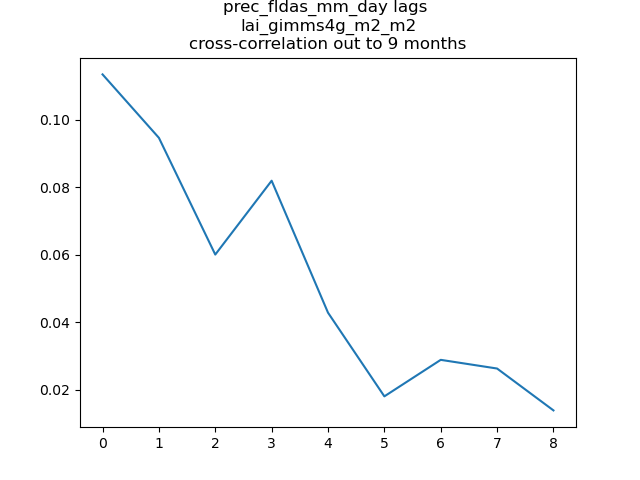 prec_fldas_mm_day lags
lai_gimms4g_m2_m2
cross-correlation out to 9 months
0.10
0.08
0.06
0.04
0.02
0 1 2 3 4 5 6 7 8